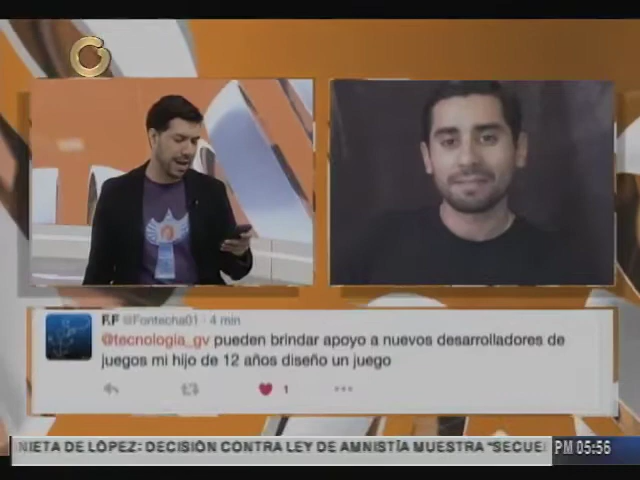 F.F @Fontecha01 · 4 min
@tecnologia_gv pueden brindar apoyo a nuevos desarrolladores de
juegos mi hijo de 12 años diseño un juego
1
NIETA DE LÓPEZ: DECISIÓN CONTRA LEY DE AMNISTÍA MUESTRA "SECUE
PM 05:56